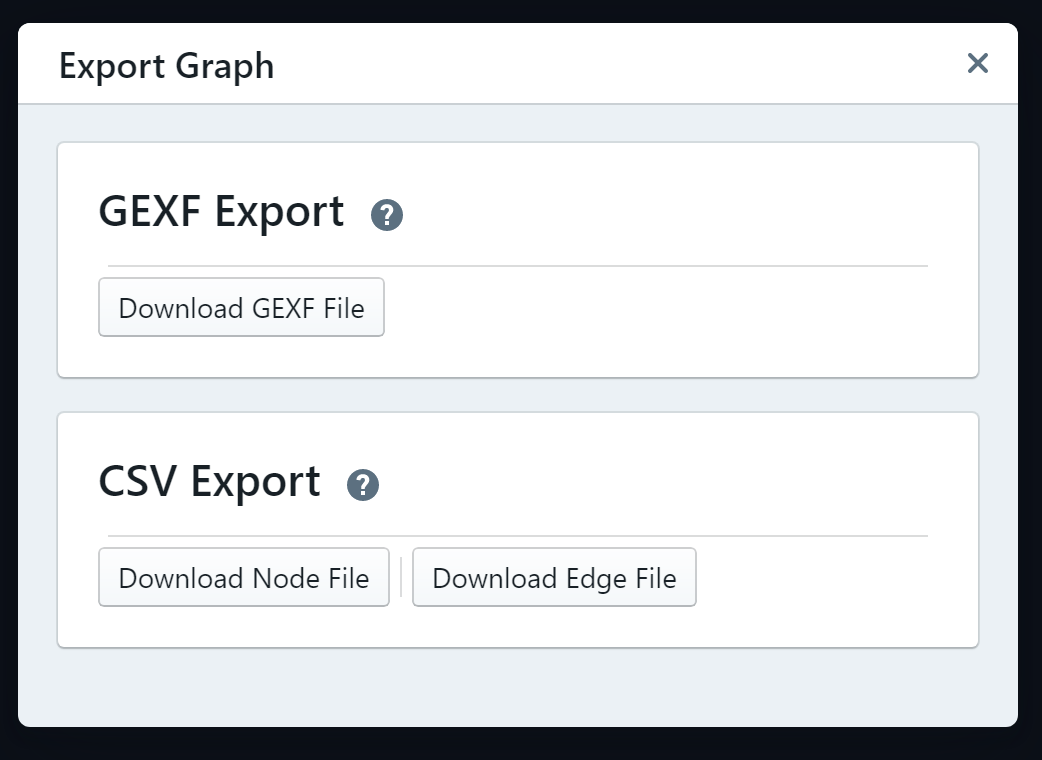 Export Graph
GEXF Export
Download GEXF File
CSV Export
Download Node File
Download Edge File